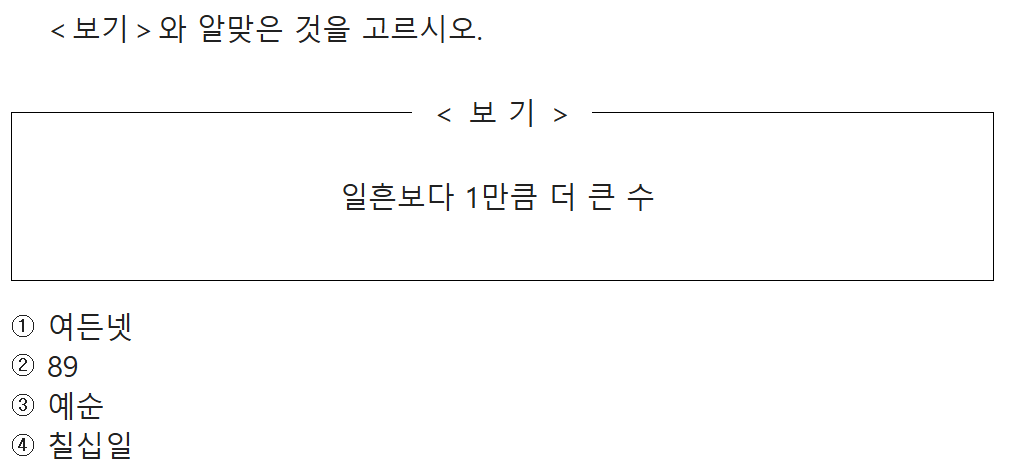 <보기>와 알맞은 것을 고르시오.
< 보 기 >
일흔보다 1만큼 더 큰 수
① 여든넷
② 89
③ 예순
④ 칠십일